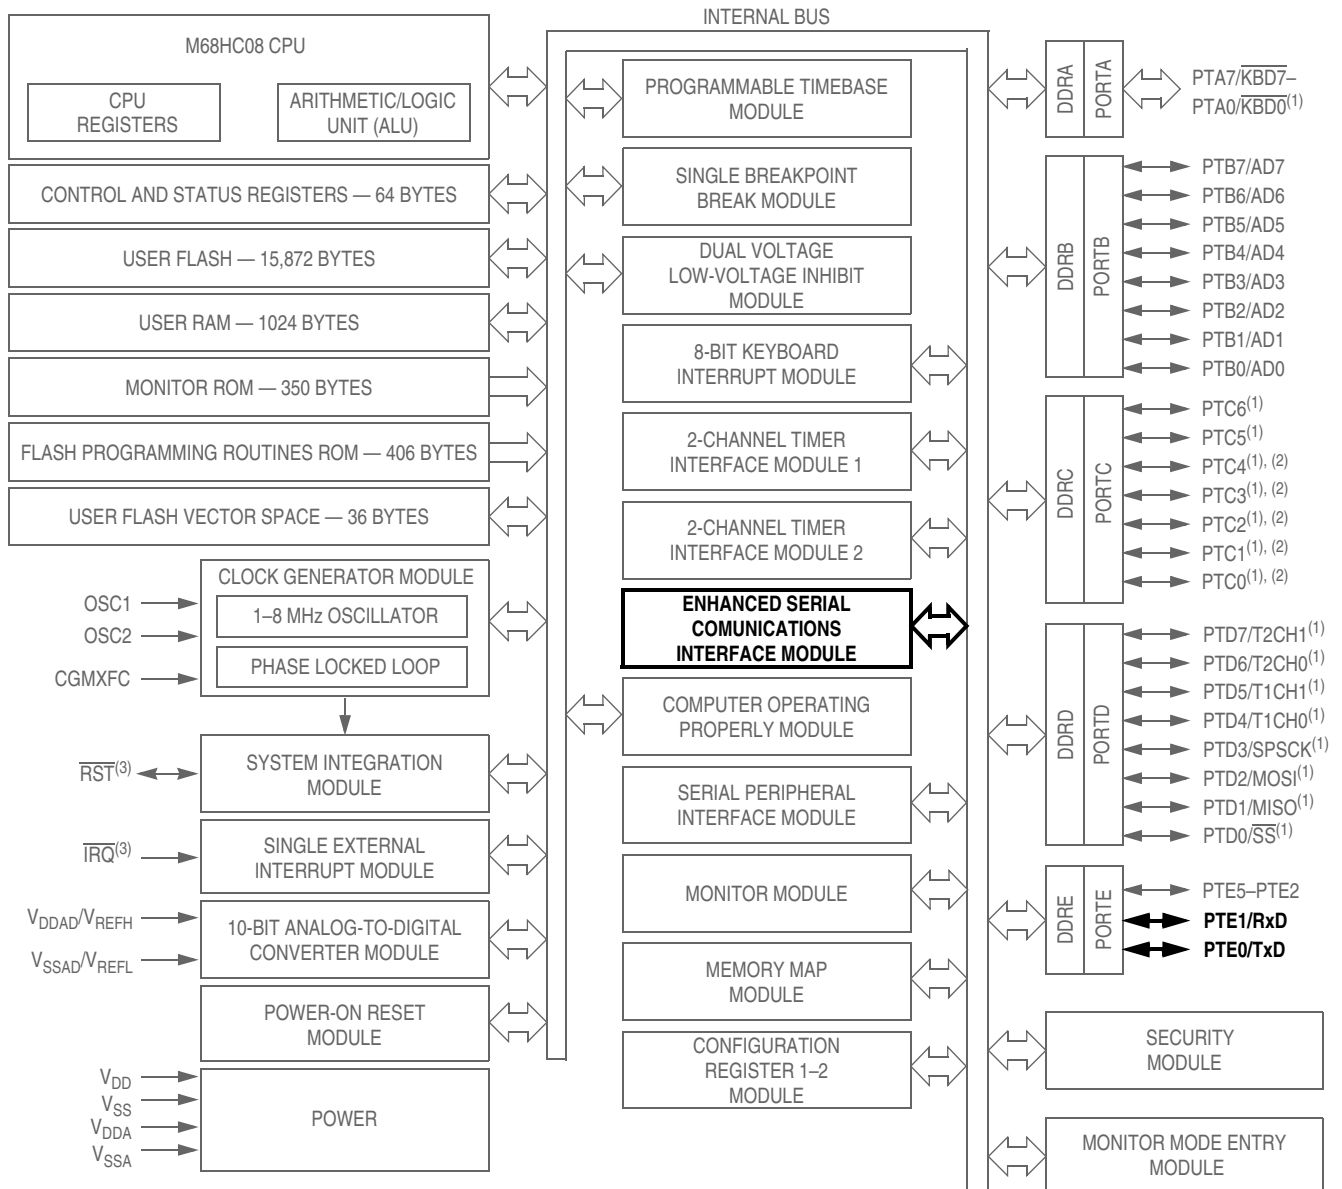 INTERNAL BUS
M68HC08 CPU
CPU
REGISTERS
ARITHMETIC/LOGIC
UNIT (ALU)
CONTROL AND STATUS REGISTERS — 64 BYTES
USER FLASH — 15,872 BYTES
USER RAM — 1024 BYTES
MONITOR ROM — 350 BYTES
FLASH PROGRAMMING ROUTINES ROM — 406 BYTES
USER FLASH VECTOR SPACE — 36 BYTES
CLOCK GENERATOR MODULE
1–8 MHz OSCILLATOR
PHASE LOCKED LOOP
OSC1
OSC2
CGMXFC
SYSTEM INTEGRATION
MODULE
RST(3)
SINGLE EXTERNAL
INTERRUPT MODULE
IRQ(3)
10-BIT ANALOG-TO-DIGITAL
CONVERTER MODULE
VDDAD/VREFH
VSSAD/VREFL
POWER-ON RESET
MODULE
POWER
VDD
VSS
VDDA
VSSA
PROGRAMMABLE TIMEBASE
MODULE
SINGLE BREAKPOINT
BREAK MODULE
DUAL VOLTAGE
LOW-VOLTAGE INHIBIT
MODULE
8-BIT KEYBOARD
INTERRUPT MODULE
2-CHANNEL TIMER
INTERFACE MODULE 1
2-CHANNEL TIMER
INTERFACE MODULE 2
ENHANCED SERIAL
COMUNICATIONS
INTERFACE MODULE
COMPUTER OPERATING
PROPERLY MODULE
SERIAL PERIPHERAL
INTERFACE MODULE
MONITOR MODULE
MEMORY MAP
MODULE
CONFIGURATION
REGISTER 1–2
MODULE
DDRA
PORTA
PTA7/KBD7–
PTA0/KBD0(1)
DDRB
PORTB
PTB7/AD7
PTB6/AD6
PTB5/AD5
PTB4/AD4
PTB3/AD3
PTB2/AD2
PTB1/AD1
PTB0/AD0
DDRC
PORTC
PTC6(1)
PTC5(1)
PTC4(1), (2)
PTC3(1), (2)
PTC2(1), (2)
PTC1(1), (2)
PTC0(1), (2)
DDRD
PORTD
PTD7/T2CH1(1)
PTD6/T2CH0(1)
PTD5/T1CH1(1)
PTD4/T1CH0(1)
PTD3/SPSCK(1)
PTD2/MOSI(1)
PTD1/MISO(1)
PTD0/SS(1)
DDRE
PORTE
PTE5–PTE2
PTE1/RxD
PTE0/TxD
SECURITY
MODULE
MONITOR MODE ENTRY
MODULE